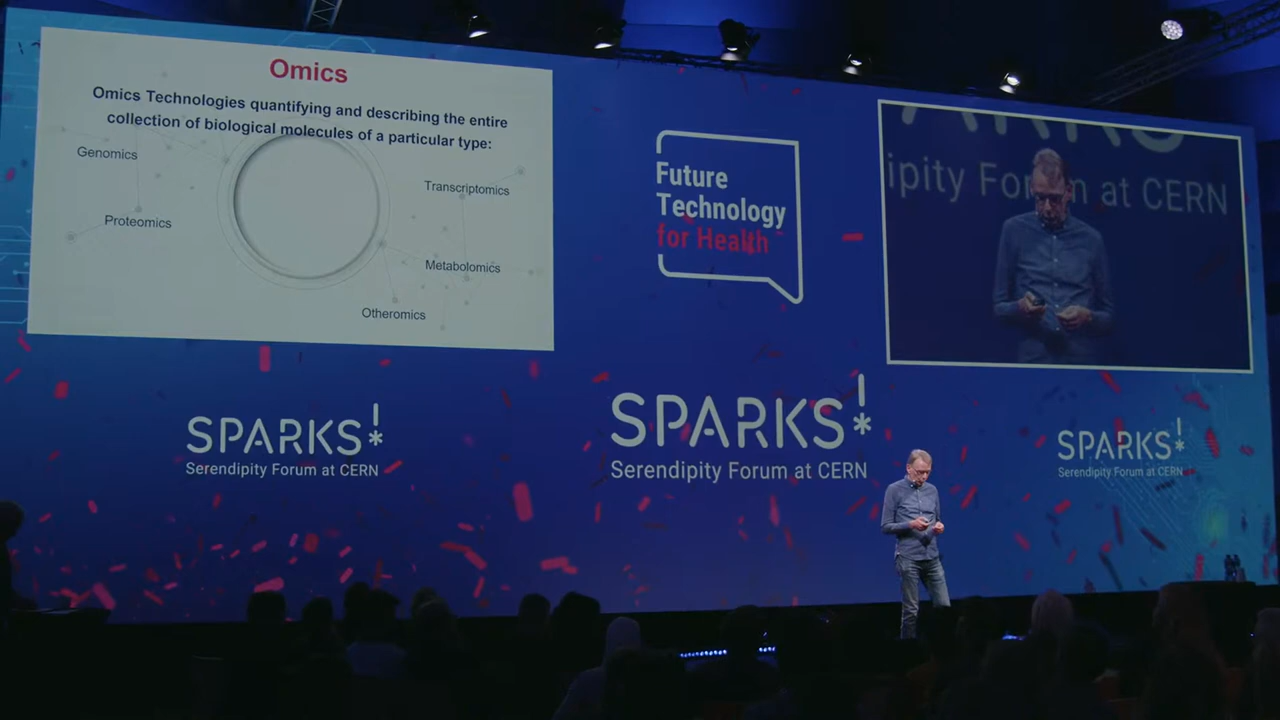 Omics
Omics Technologies quantifying and describing the entire
collection of biological molecules of a particular type:
Genomics
Transcriptomics
Proteomics
Metabolomics
Otheromics
Future
Technology
for Health
ARKS
ipity Forum at CERN
SPARKS!*
Serendipity Forum at CERN
SPARKS!*
Serendipity Forum at CERN
SPARKS!*
Serendipity Forum at CERN